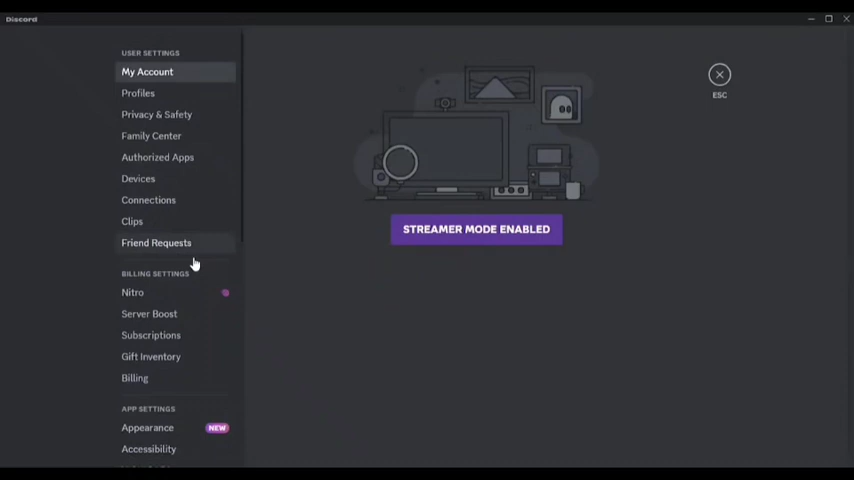 Discord
USER SETTINGS
My Account
Profiles
Privacy & Safety
Family Center
Authorized Apps
Devices
Connections
Clips
Friend Requests
BILLING SETTINGS
Nitro
Server Boost
Subscriptions
Gift Inventory
Billing
APP SETTINGS
Appearance NEW
Accessibility
ESC
STREAMER MODE ENABLED